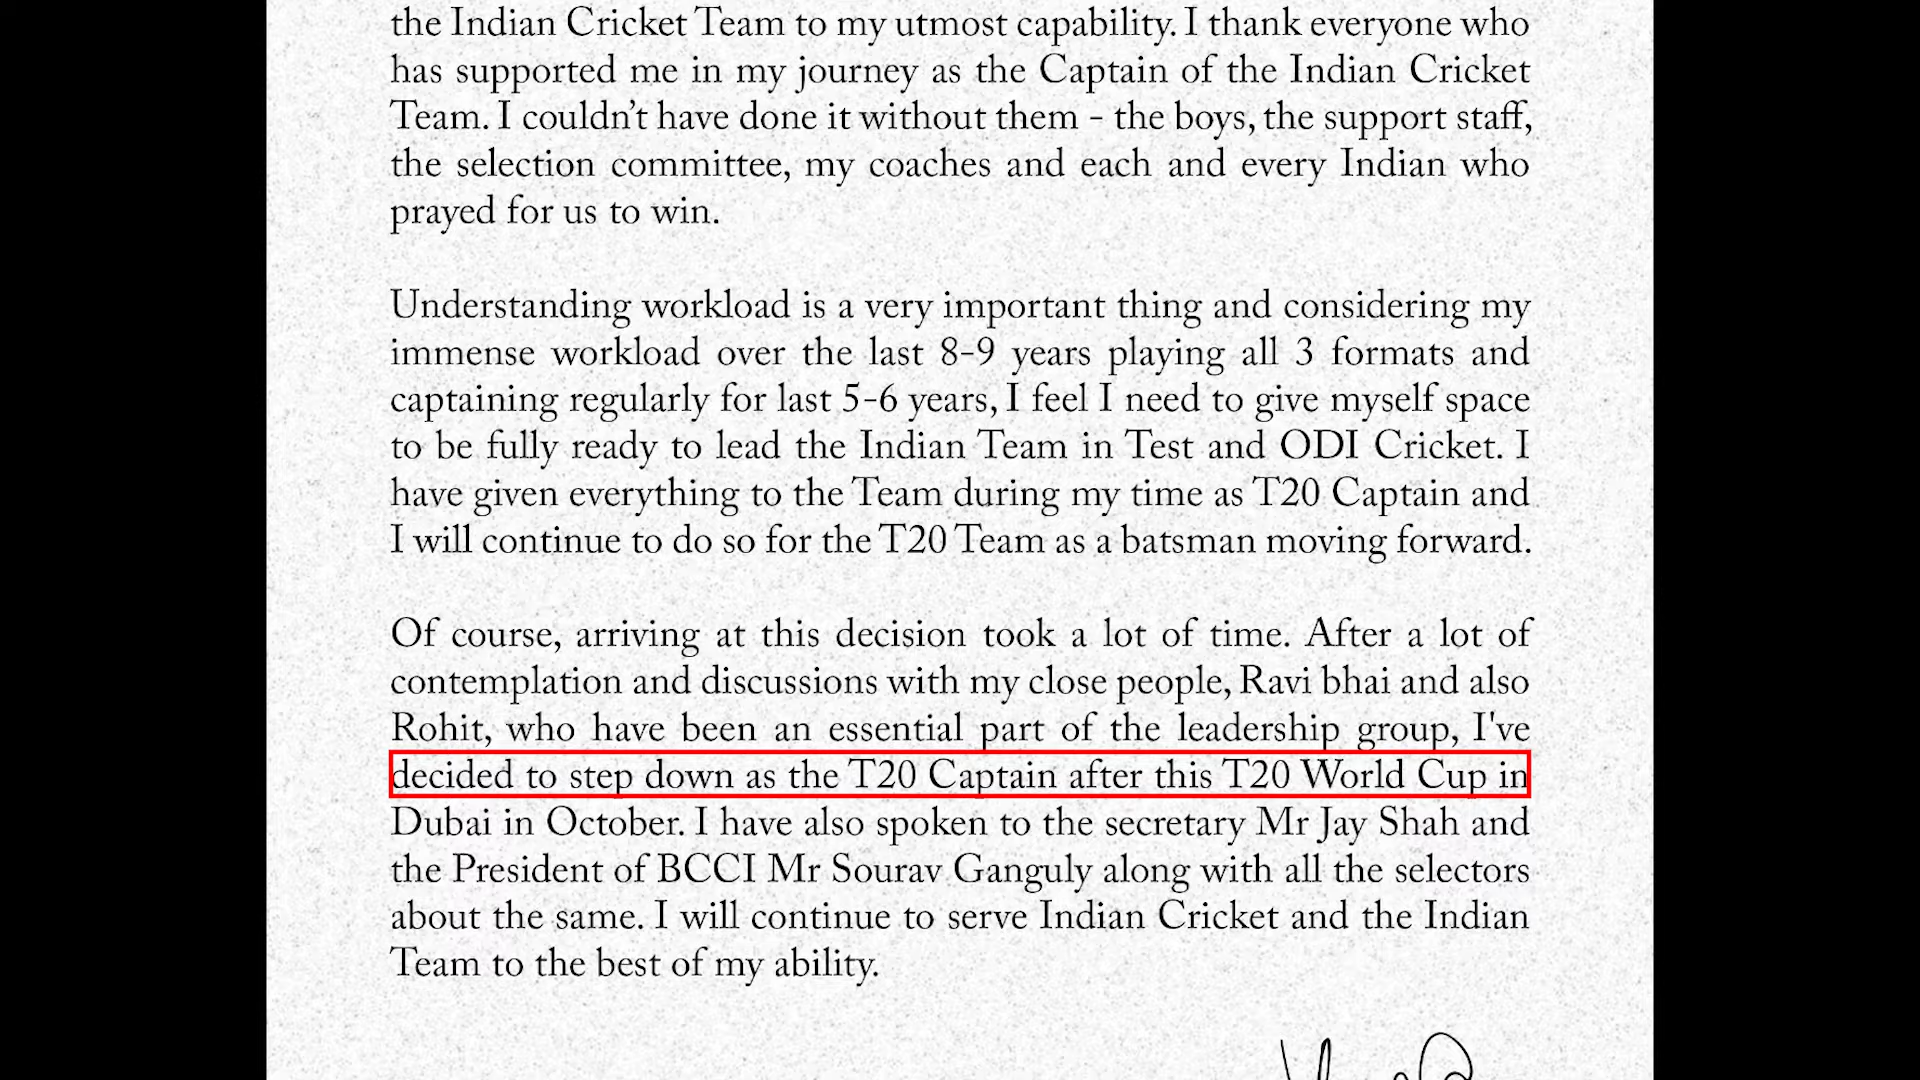 the Indian Cricket Team to my utmost capability. I thank everyone who
has supported me in my journey as the Captain of the Indian Cricket
Team. I couldn’t have done it without them - the boys, the support staff,
the selection committee, my coaches and each and every Indian who
prayed for us to win.
Understanding workload is a very important thing and considering my
immense workload over the last 8-9 years playing all 3 formats and
captaining regularly for last 5-6 years, I feel I need to give myself space
to be fully ready to lead the Indian Team in Test and ODI Cricket. I
have given everything to the Team during my time as T20 Captain and
I will continue to do so for the T20 Team as a batsman moving forward.
Of course, arriving at this decision took a lot of time. After a lot of
contemplation and discussions with my close people, Ravi bhai and also
Rohit, who have been an essential part of the leadership group, I've
decided to step down as the T20 Captain after this T20 World Cup in
Dubai in October. I have also spoken to the secretary Mr Jay Shah and
the President of BCCI Mr Sourav Ganguly along with all the selectors
about the same. I will continue to serve Indian Cricket and the Indian
Team to the best of my ability.